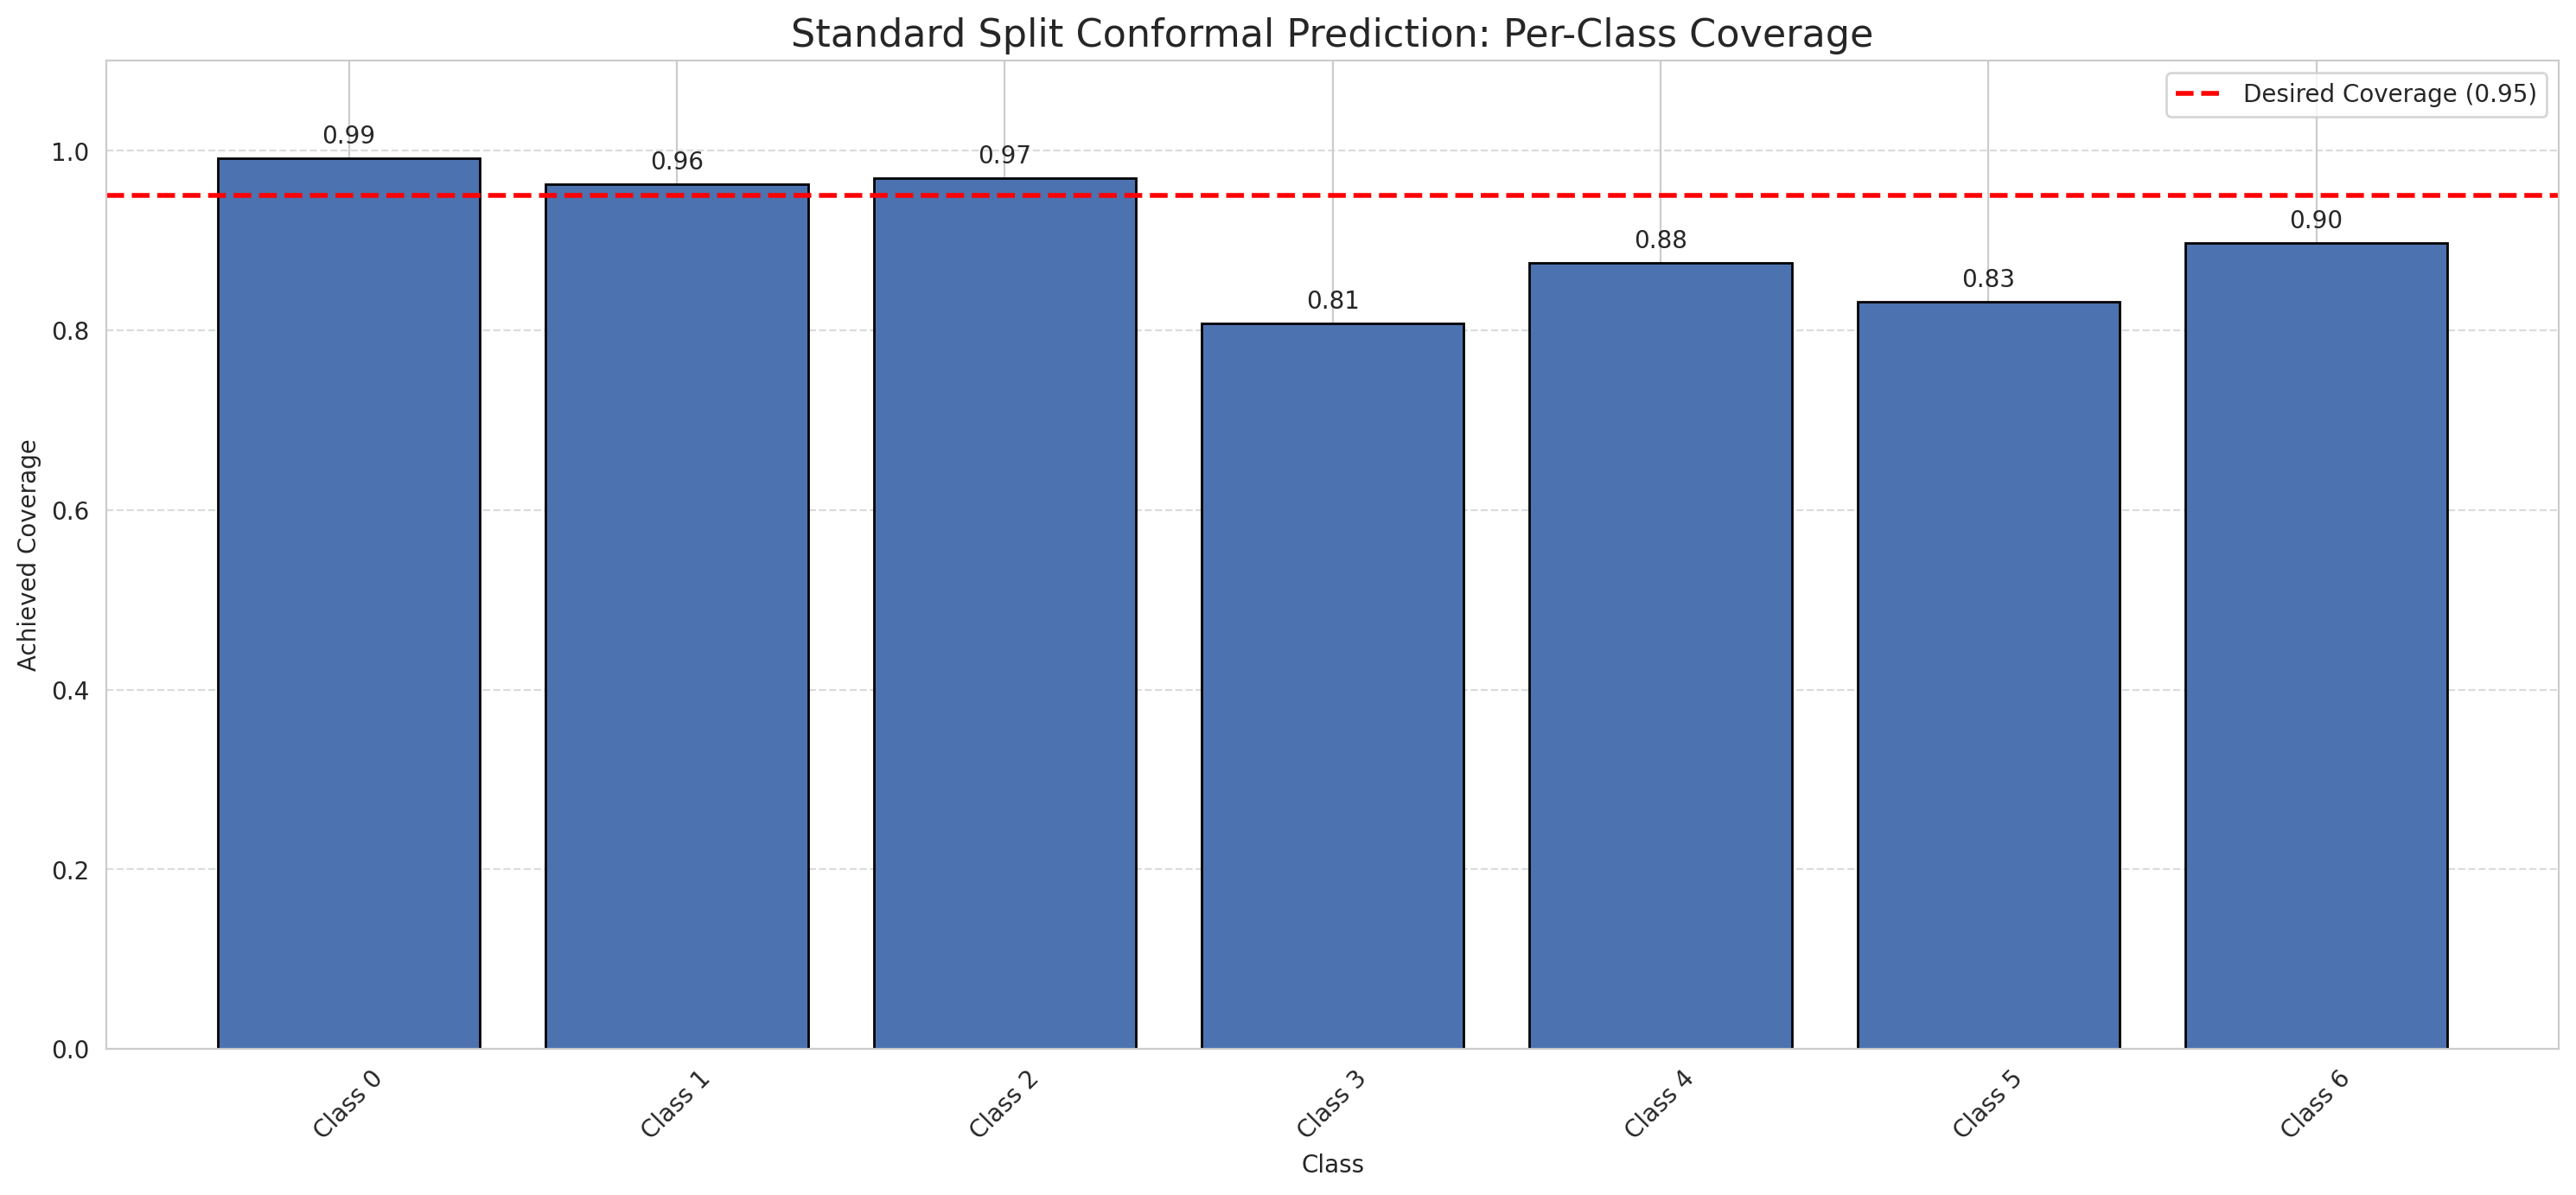 Standard Split Conformal Prediction: Per-Class Coverage
Desired Coverage (0.95)
Achieved Coverage
1.0
0.8
0.6
0.4
0.2
0.0
0.99
0.96
0.97
0.81
0.88
0.83
0.90
Class 0
Class 1
Class 2
Class 3
Class 4
Class 5
Class 6
Class